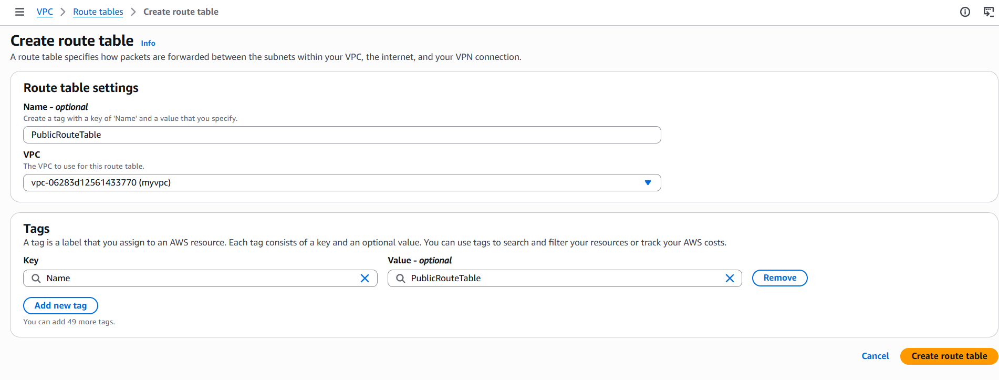 VPC > Route tables > Create route table
Create route table Info
A route table specifies how packets are forwarded between the subnets within your VPC, the internet, and your VPN connection.
Route table settings
Name - optional
Create a tag with a key of 'Name' and a value that you specify.
PublicRouteTable
VPC
The VPC to use for this route table.
vpc-06283d12561433770 (myvpc)
Tags
A tag is a label that you assign to an AWS resource. Each tag consists of a key and an optional value. You can use tags to search and filter your resources or track your AWS costs.
Key Value - optional
Name PublicRouteTable Remove
Add new tag
You can add 49 more tags.
Cancel Create route table